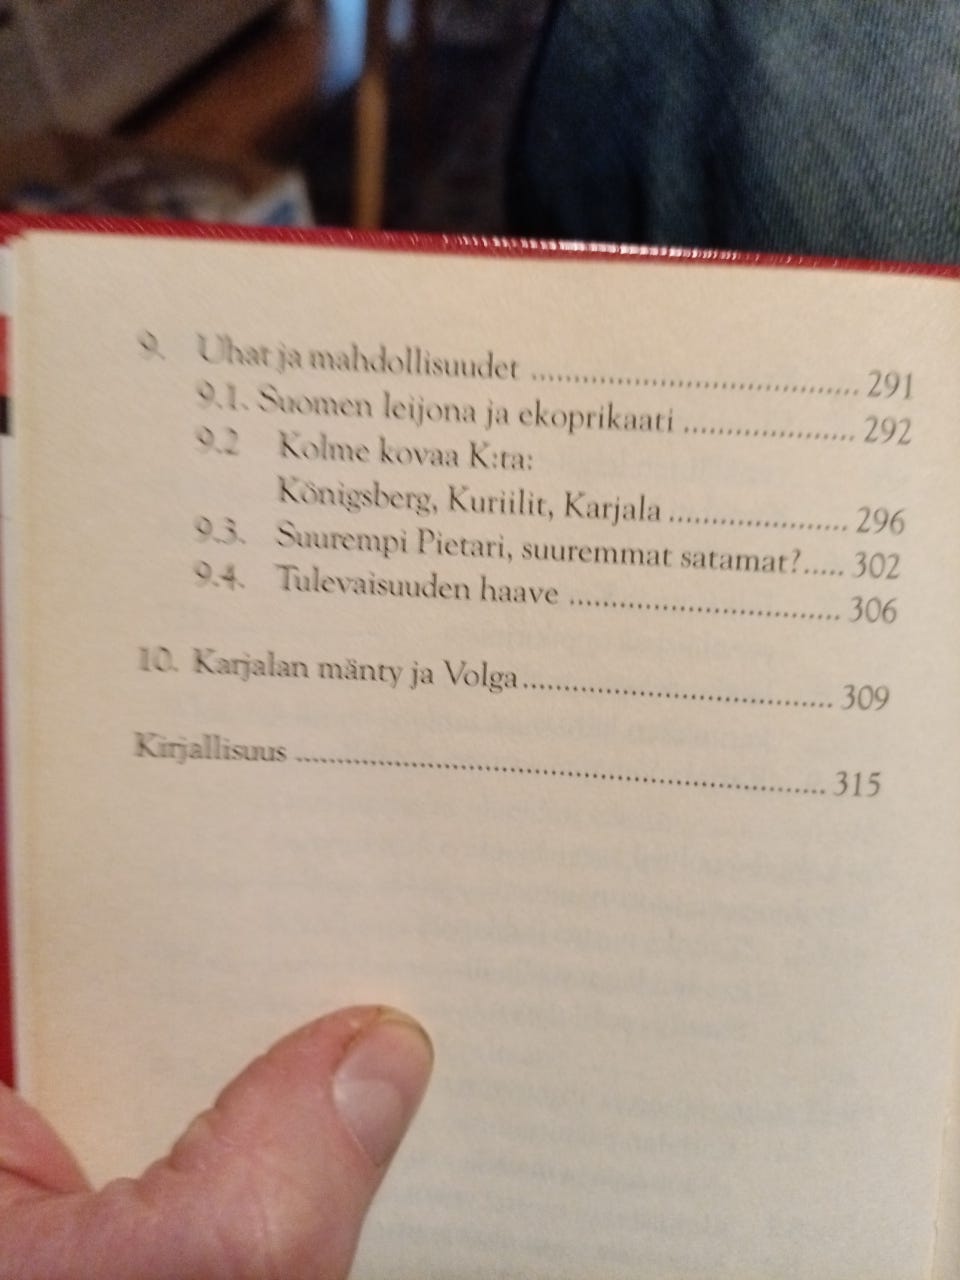 9. Uhat ja mahdollisuudet ........................................ 291
9.1. Suomen leijona ja ekoprikaati ..................... 292
9.2 Kolme kovaa K:ta:
Königsberg, Kuriilit, Karjala ...................... 296
9.3. Suurempi Pietari, suuremmat satamat?..... 302
9.4. Tulevaisuuden haave ................................. 306
10. Karjalan mänty ja Volga...................................... 309
Kirjallisuus ................................................................ 315